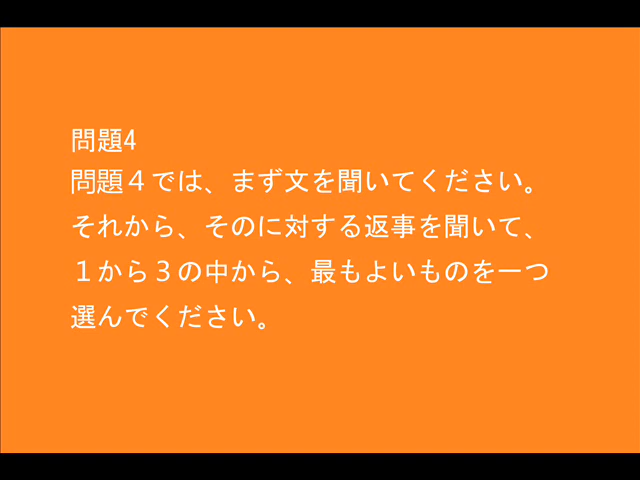 問題4
問題４では、まず文を聞いてください。
それから、そのに対する返事を聞いて、
１から３の中から、最もよいものを一つ
選んでください。